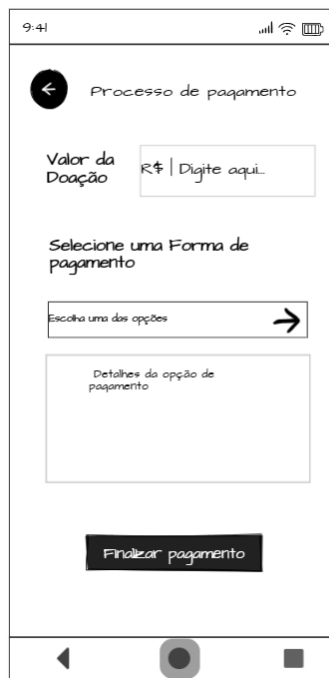 9:41
Processo de pagamento
Valor da
Doação
R$ | Digite aqui...
Selecione uma Forma de
pagamento
Escolha uma das opções
Detalhes da opção de
pagamento
Finalizar pagamento